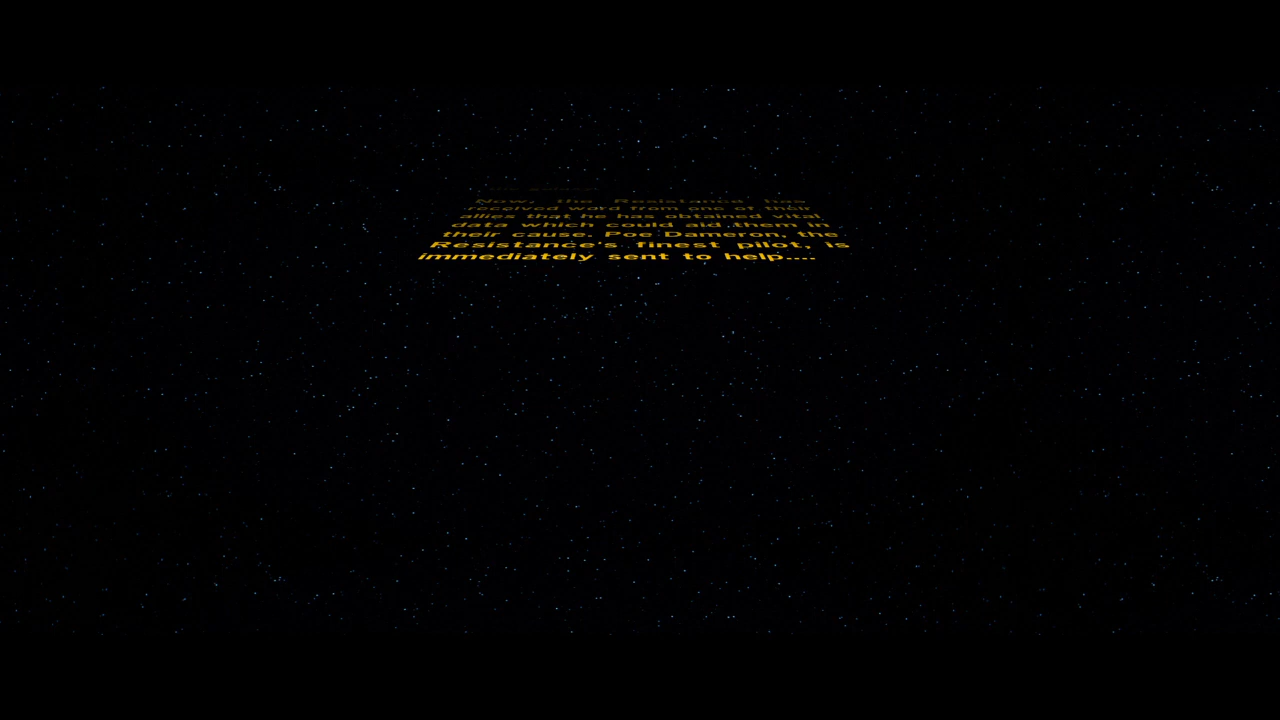 Now, the Resistance has
received word from one of their
allies that he has obtained vital
data which could aid them in
their cause. Poe Dameron, the
Resistance's finest pilot, is
immediately sent to help....